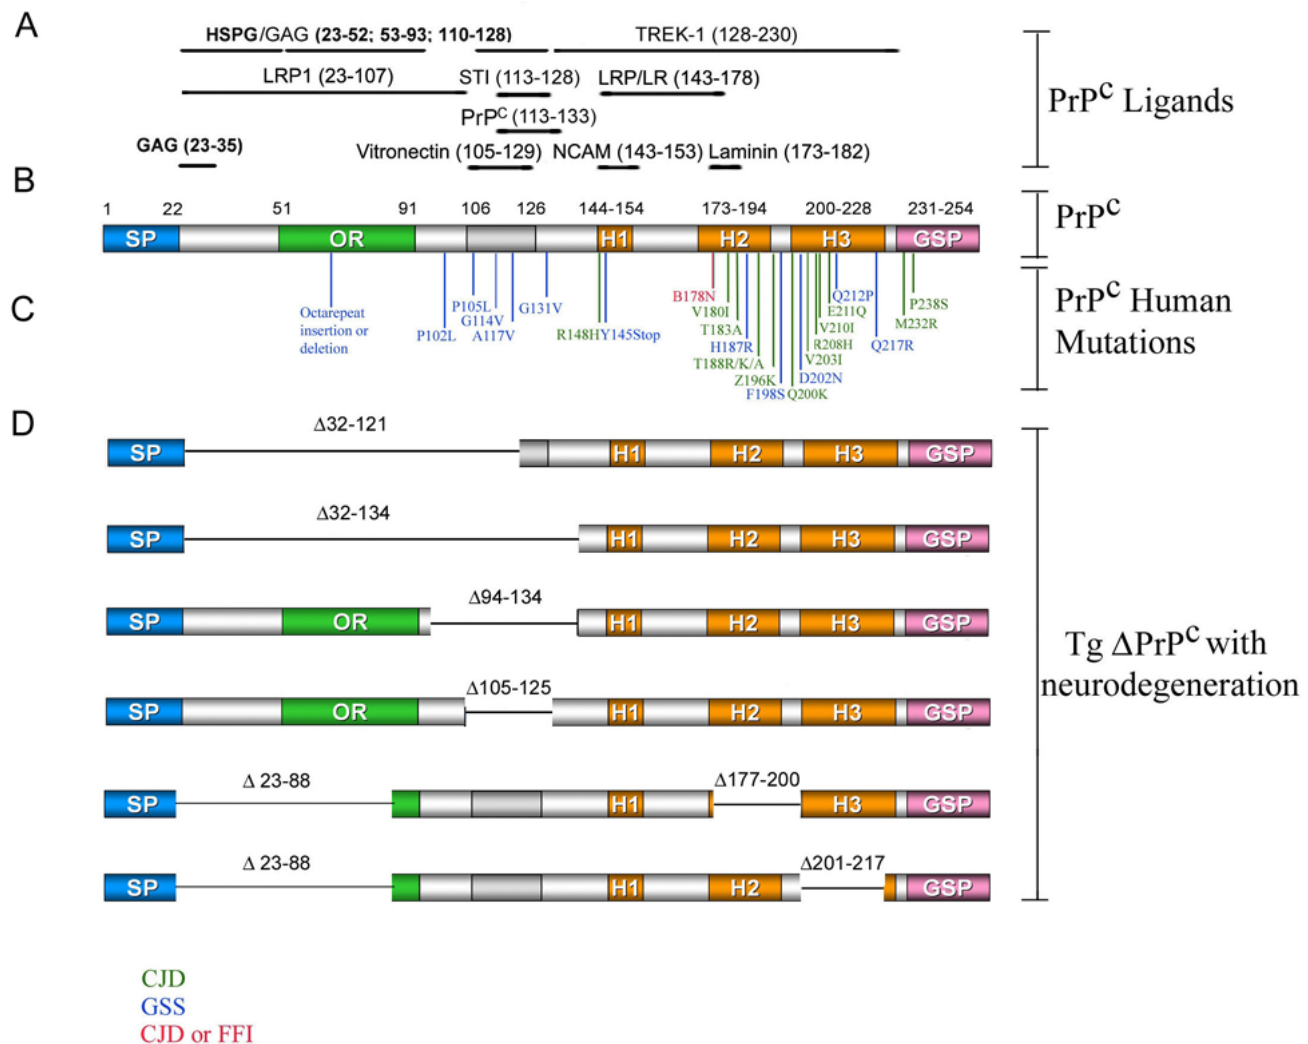 A
HSPG/GAG (23-52; 53-93; 110-128)
TREK-1 (128-230)
LRP1 (23-107)
STI (113-128)
LRP/LR (143-178)
PrPC (113-133)
GAG (23-35)
Vitronectin (105-129)
NCAM (143-153)
Laminin (173-182)
PrPC Ligands
B
1
22
51
91
106
126
144-154
173-194
200-228
231-254
SP
OR
H1
H2
H3
GSP
PrPC
C
Octarepeat
insertion or
deletion
P102L
P105L
G114V
A117V
G131V
R148H
Y145Stop
B178N
V180I
T183A
H187R
T188R/K/A
Z196K
F198S
Q200K
D202N
V203I
R208H
V210I
E211Q
Q212P
Q217R
M232R
P238S
PrPC Human
Mutations
D
Δ32-121
SP
H1
H2
H3
GSP
Δ32-134
SP
H1
H2
H3
GSP
Δ94-134
SP
OR
H1
H2
H3
GSP
Δ105-125
SP
OR
H1
H2
H3
GSP
Δ 23-88
Δ177-200
SP
H1
H3
GSP
Δ 23-88
Δ201-217
SP
H1
H2
GSP
Tg ΔPrPC with
neurodegeneration
CJD
GSS
CJD or FFI